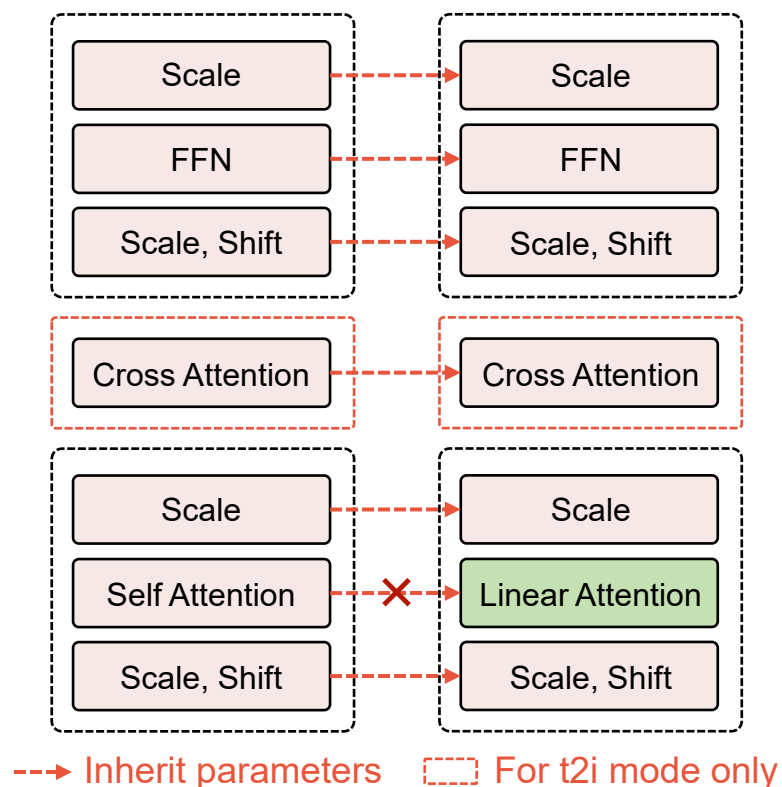 Scale
Scale
FFN
FFN
Scale, Shift
Scale, Shift
Cross Attention
Cross Attention
Scale
Scale
Self Attention
Linear Attention
Scale, Shift
Scale, Shift
Inherit parameters
For t2i mode only